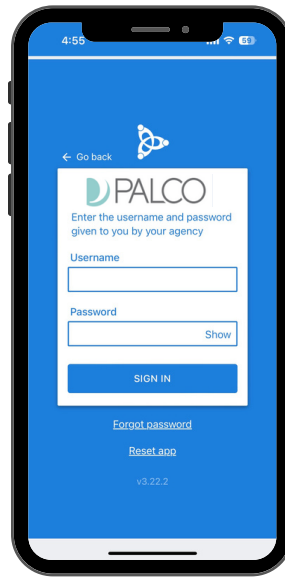 4:55
59
← Go back
PALCO
Enter the username and password
given to you by your agency
Username
Password
Show
SIGN IN
Forgot password
Reset app
v3.22.2